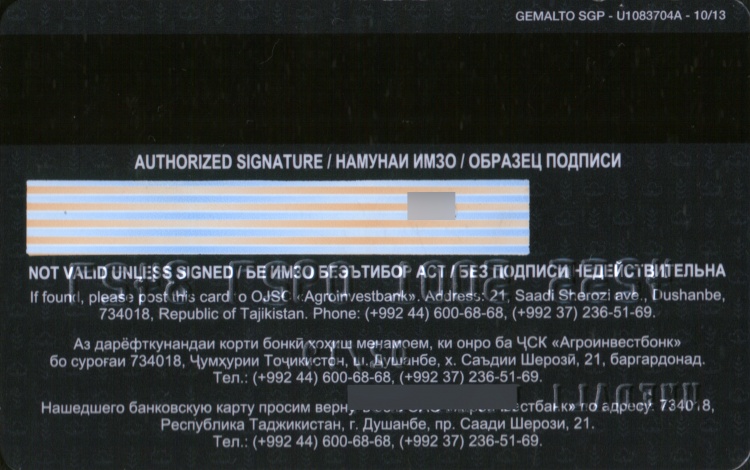 GEMALTO SGP - U1083704A - 10/13
AUTHORIZED SIGNATURE / НАМУНАИ ИМЗО / ОБРАЗЕЦ ПОДПИСИ
NOT VALID UNLESS SIGNED / БЕ ИМЗО БЕЭЪТИБОР АСТ / БЕЗ ПОДПИСИ НЕДЕЙСТВИТЕЛЬНА
If found, please post this card to OJSC «Agroinvestbank». Address: 21, Saadi Sherozi ave., Dushanbe,
734018, Republic of Tajikistan. Phone: (+992 44) 600-68-68, (+992 37) 236-51-69.
Аз дарёфткунандаи корти бонкӣ хоҳиш менамоем, ки онро ба ҶСК «Агроинвестбонк»
бо суроғаи 734018, Ҷумҳурии Тоҷикистон, ш. Душанбе, х. Саъдии Шерозӣ, 21, баргардонад.
Тел.: (+992 44) 600-68-68, (+992 37) 236-51-69.
Нашедшего банковскую карту просим вернуть в ОАО «Агроинвестбанк» по адресу: 734018,
Республика Таджикистан, г. Душанбе, пр. Саади Шерози, 21.
Тел.: (+992 44) 600-68-68, (+992 37) 236-51-69.